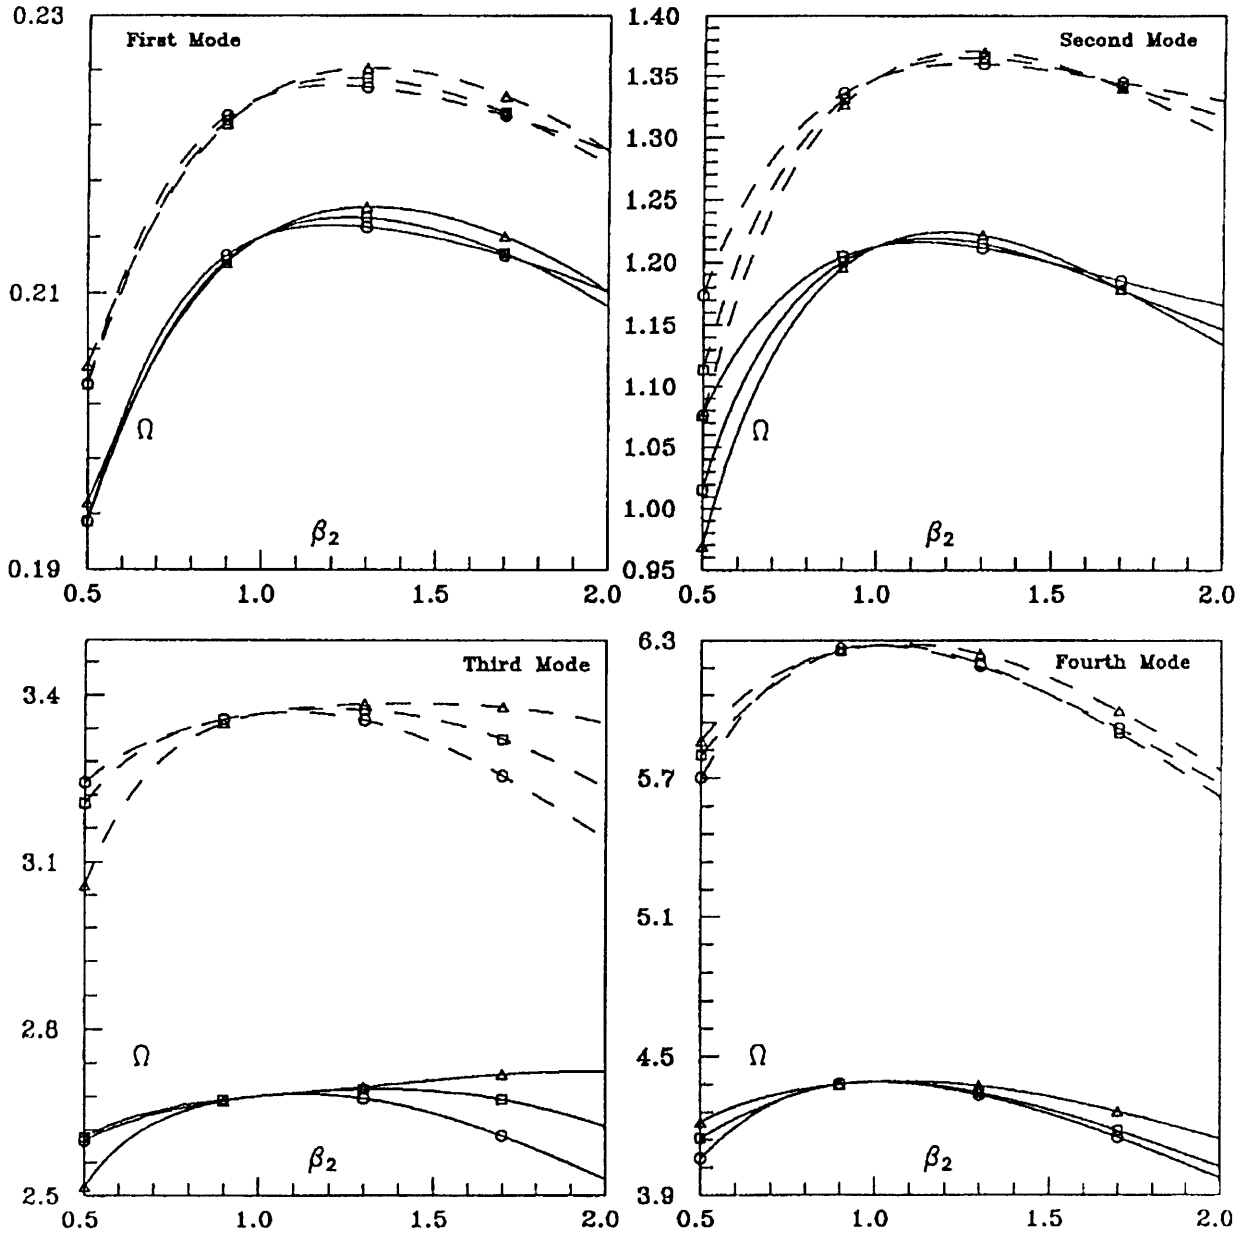 First Mode
0.23
0.21
0.19
Ω
β₂
0.5 1.0 1.5 2.0
Second Mode
1.40
1.35
1.30
1.25
1.20
1.15
1.10
1.05
1.00
0.95
Ω
β₂
0.5 1.0 1.5 2.0
Third Mode
3.4
3.1
2.8
2.5
Ω
β₂
0.5 1.0 1.5 2.0
Fourth Mode
6.3
5.7
5.1
4.5
3.9
Ω
β₂
0.5 1.0 1.5 2.0